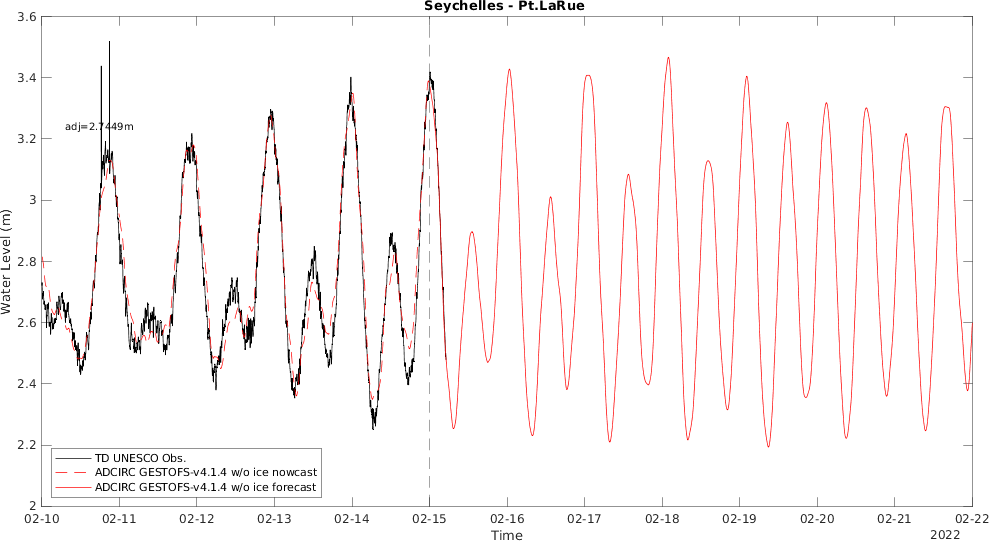 Seychelles - Pt.LaRue
3.6
3.4
adj=2.7449m
3.2
3
2.8
2.6
2.4
2.2
2
Water Level (m)
TD UNESCO Obs.
ADCIRC GESTOFS-v4.1.4 w/o ice nowcast
ADCIRC GESTOFS-v4.1.4 w/o ice forecast
02-10 02-11 02-12 02-13 02-14 02-15 02-16 02-17 02-18 02-19 02-20 02-21 02-22
Time
2022